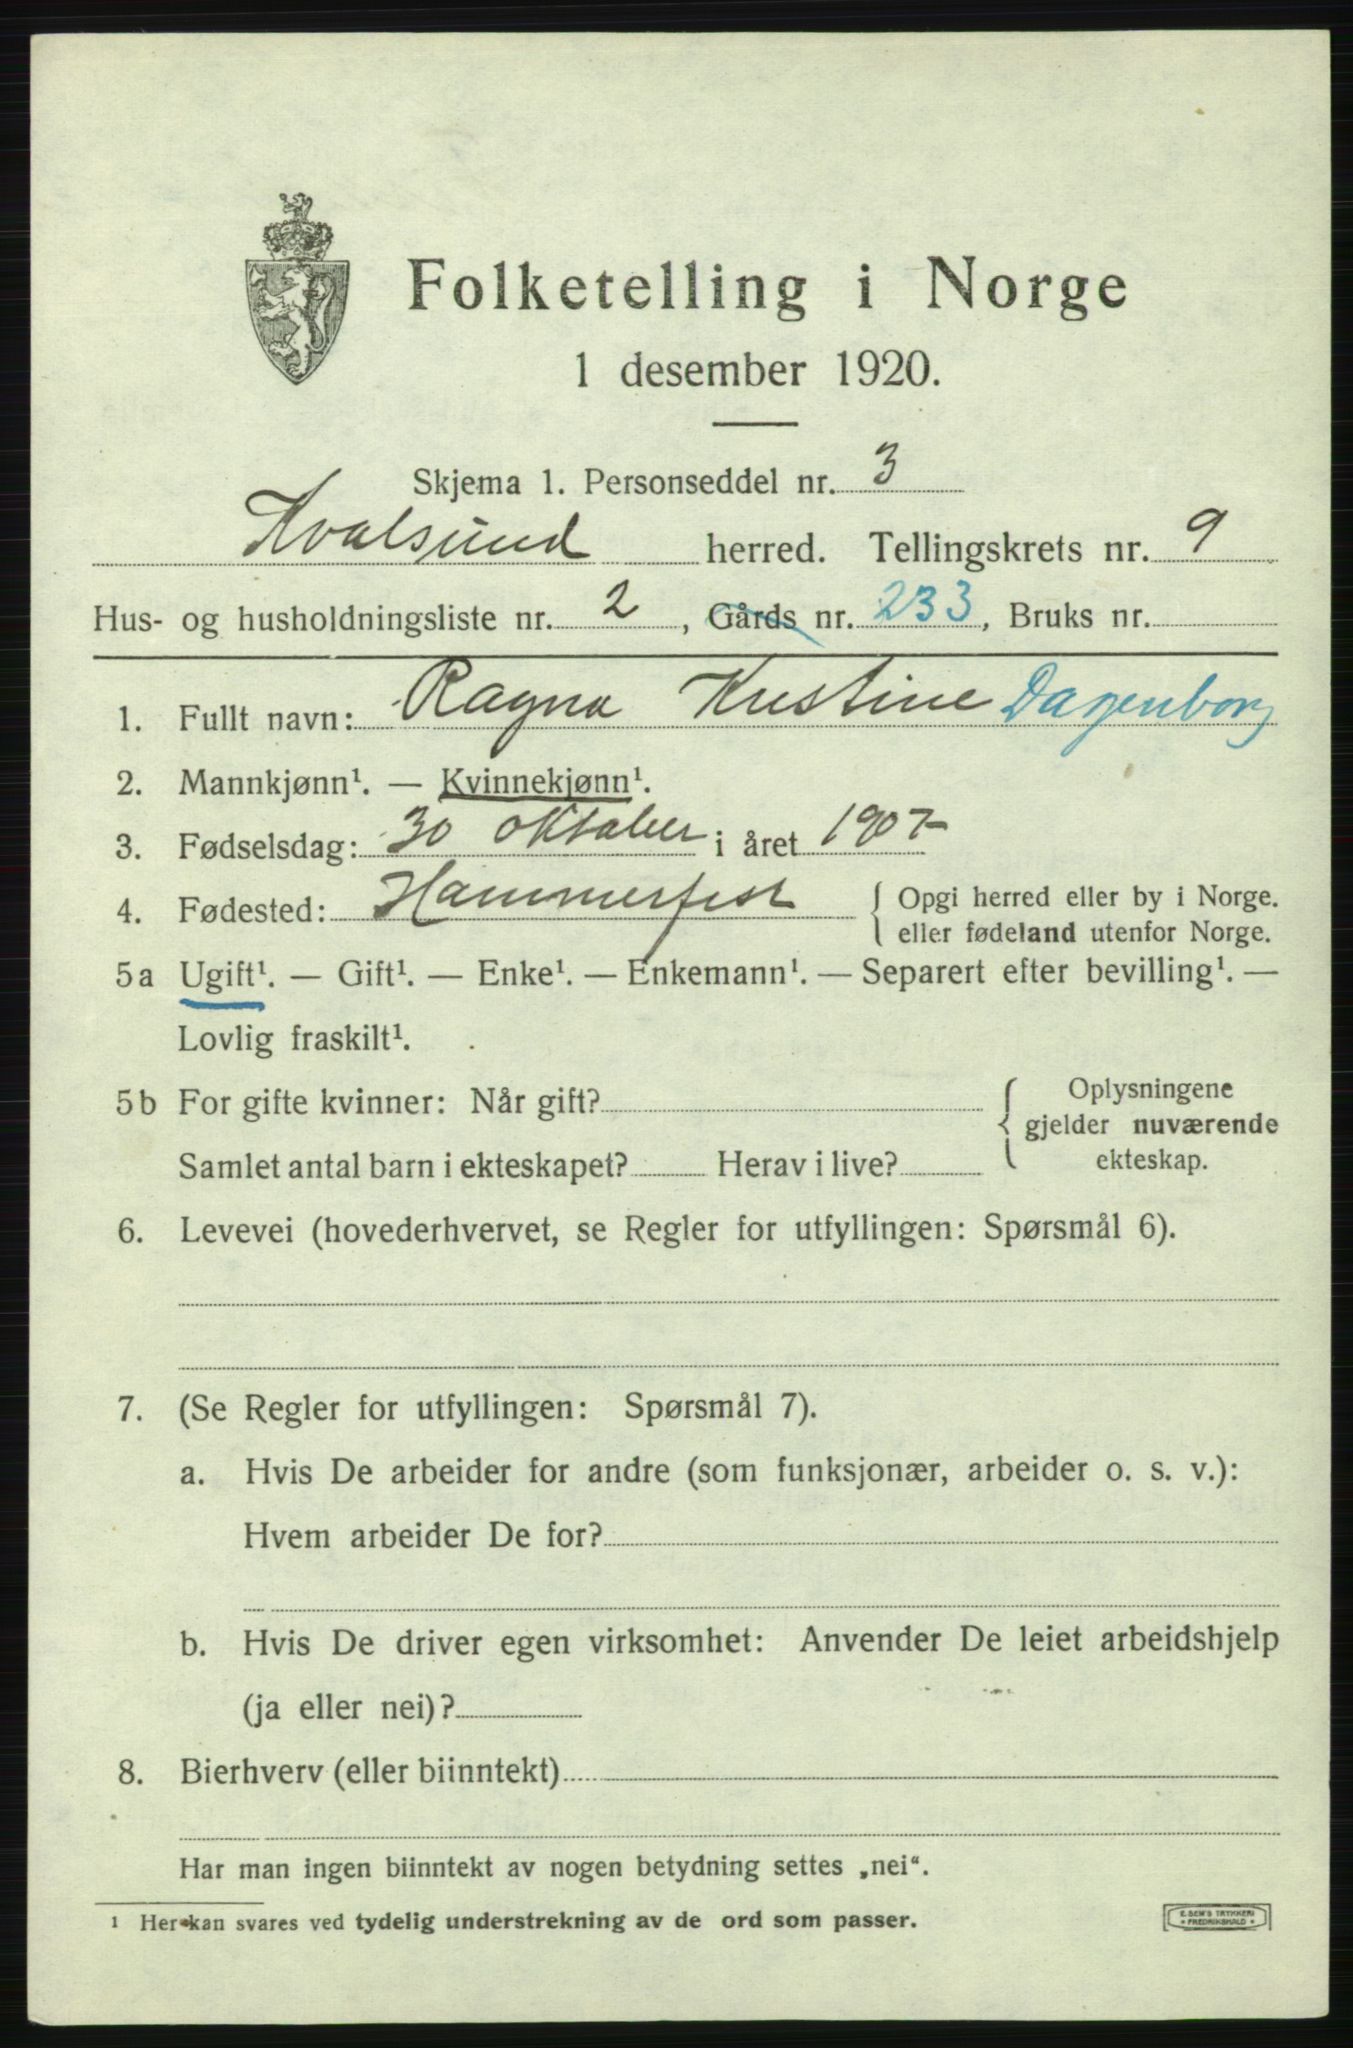 Folketelling i Norge
1 desember 1920.
Skjema 1. Personseddel nr. 3
Kvalsund herred. Tellingskrets nr. 9
Hus- og husholdningsliste nr. 2, Gårds nr. 233, Bruks nr.
1. Fullt navn: Ragna Kristine Dagenborg
2. Mannkjønn¹. — Kvinnekjønn¹.
3. Fødselsdag: 30 oktober i året 1907
4. Fødested: Hammerfest { Opgi herred eller by i Norge.
eller fødeland utenfor Norge.
5a Ugift¹. — Gift¹. — Enke¹. — Enkemann¹. — Separert efter bevilling¹. —
Lovlig fraskilt¹.
5b For gifte kvinner: Når gift? { Oplysningene
gjelder nuværende
Samlet antal barn i ekteskapet? Herav i live? ekteskap.
6. Levevei (hovederhvervet, se Regler for utfyllingen: Spørsmål 6).
7. (Se Regler for utfyllingen: Spørsmål 7).
a. Hvis De arbeider for andre (som funksjonær, arbeider o. s. v.):
Hvem arbeider De for?
b. Hvis De driver egen virksomhet: Anvender De leiet arbeidshjelp
(ja eller nei)?
8. Bierhverv (eller biinntekt)
Har man ingen biinntekt av nogen betydning settes „nei“.
¹ Her kan svares ved tydelig understrekning av de ord som passer.
E. SEM'S TRYKKERI
FREDRIKSHALD